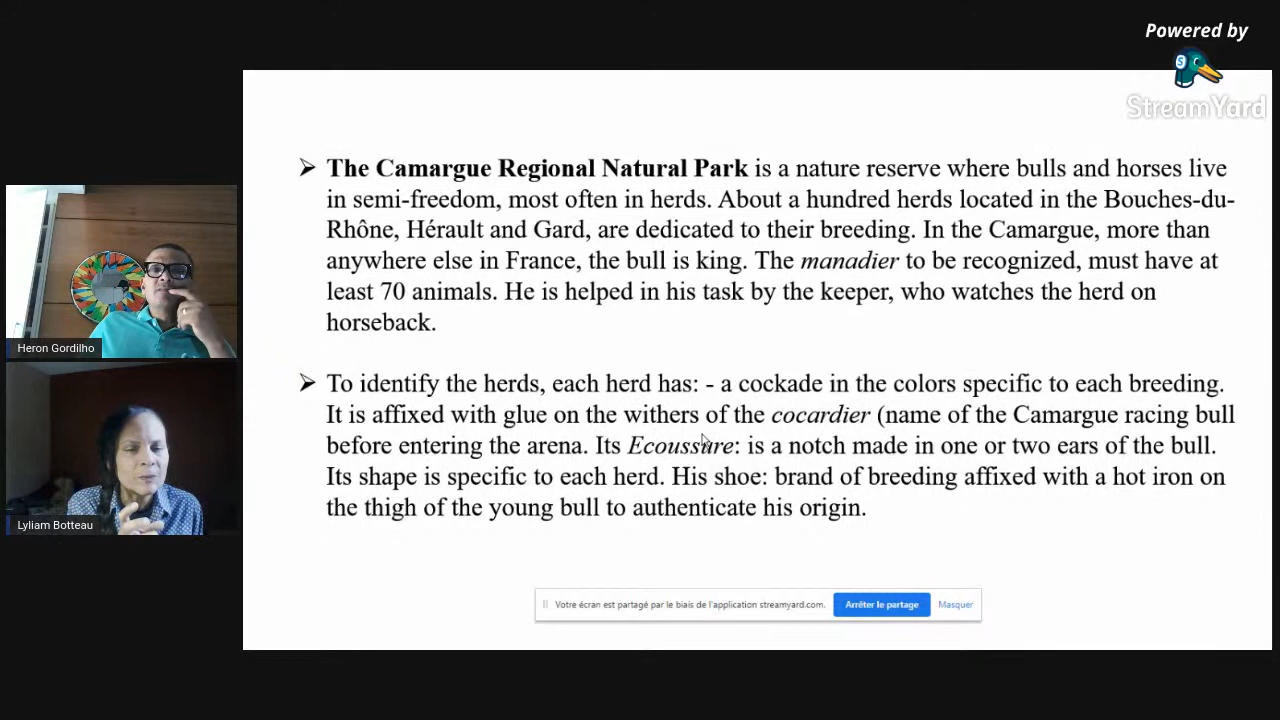 Powered by
StreamYard
The Camargue Regional Natural Park is a nature reserve where bulls and horses live
in semi-freedom, most often in herds. About a hundred herds located in the Bouches-du-
Rhône, Hérault and Gard, are dedicated to their breeding. In the Camargue, more than
anywhere else in France, the bull is king. The manadier to be recognized, must have at
least 70 animals. He is helped in his task by the keeper, who watches the herd on
horseback.
To identify the herds, each herd has: - a cockade in the colors specific to each breeding.
It is affixed with glue on the withers of the cocardier (name of the Camargue racing bull
before entering the arena. Its Ecoussure: is a notch made in one or two ears of the bull.
Its shape is specific to each herd. His shoe: brand of breeding affixed with a hot iron on
the thigh of the young bull to authenticate his origin.
Heron Gordilho
Lyliam Botteau
Votre écran est partagé par le biais de l'application streamyard.com. Arrêter le partage Masquer